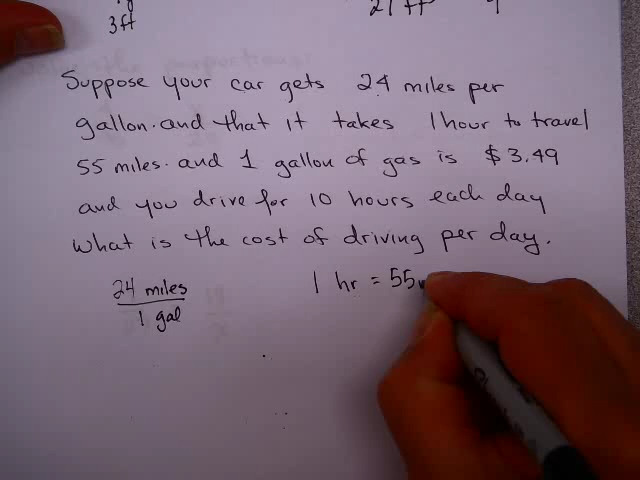 3ft
27 ft
Suppose your car gets 24 miles per
gallon. and that it takes 1 hour to travel
55 miles. and 1 gallon of gas is $3.49
and you drive for 10 hours each day
what is the cost of driving per day.
24 miles
1 gal
1 hr = 55